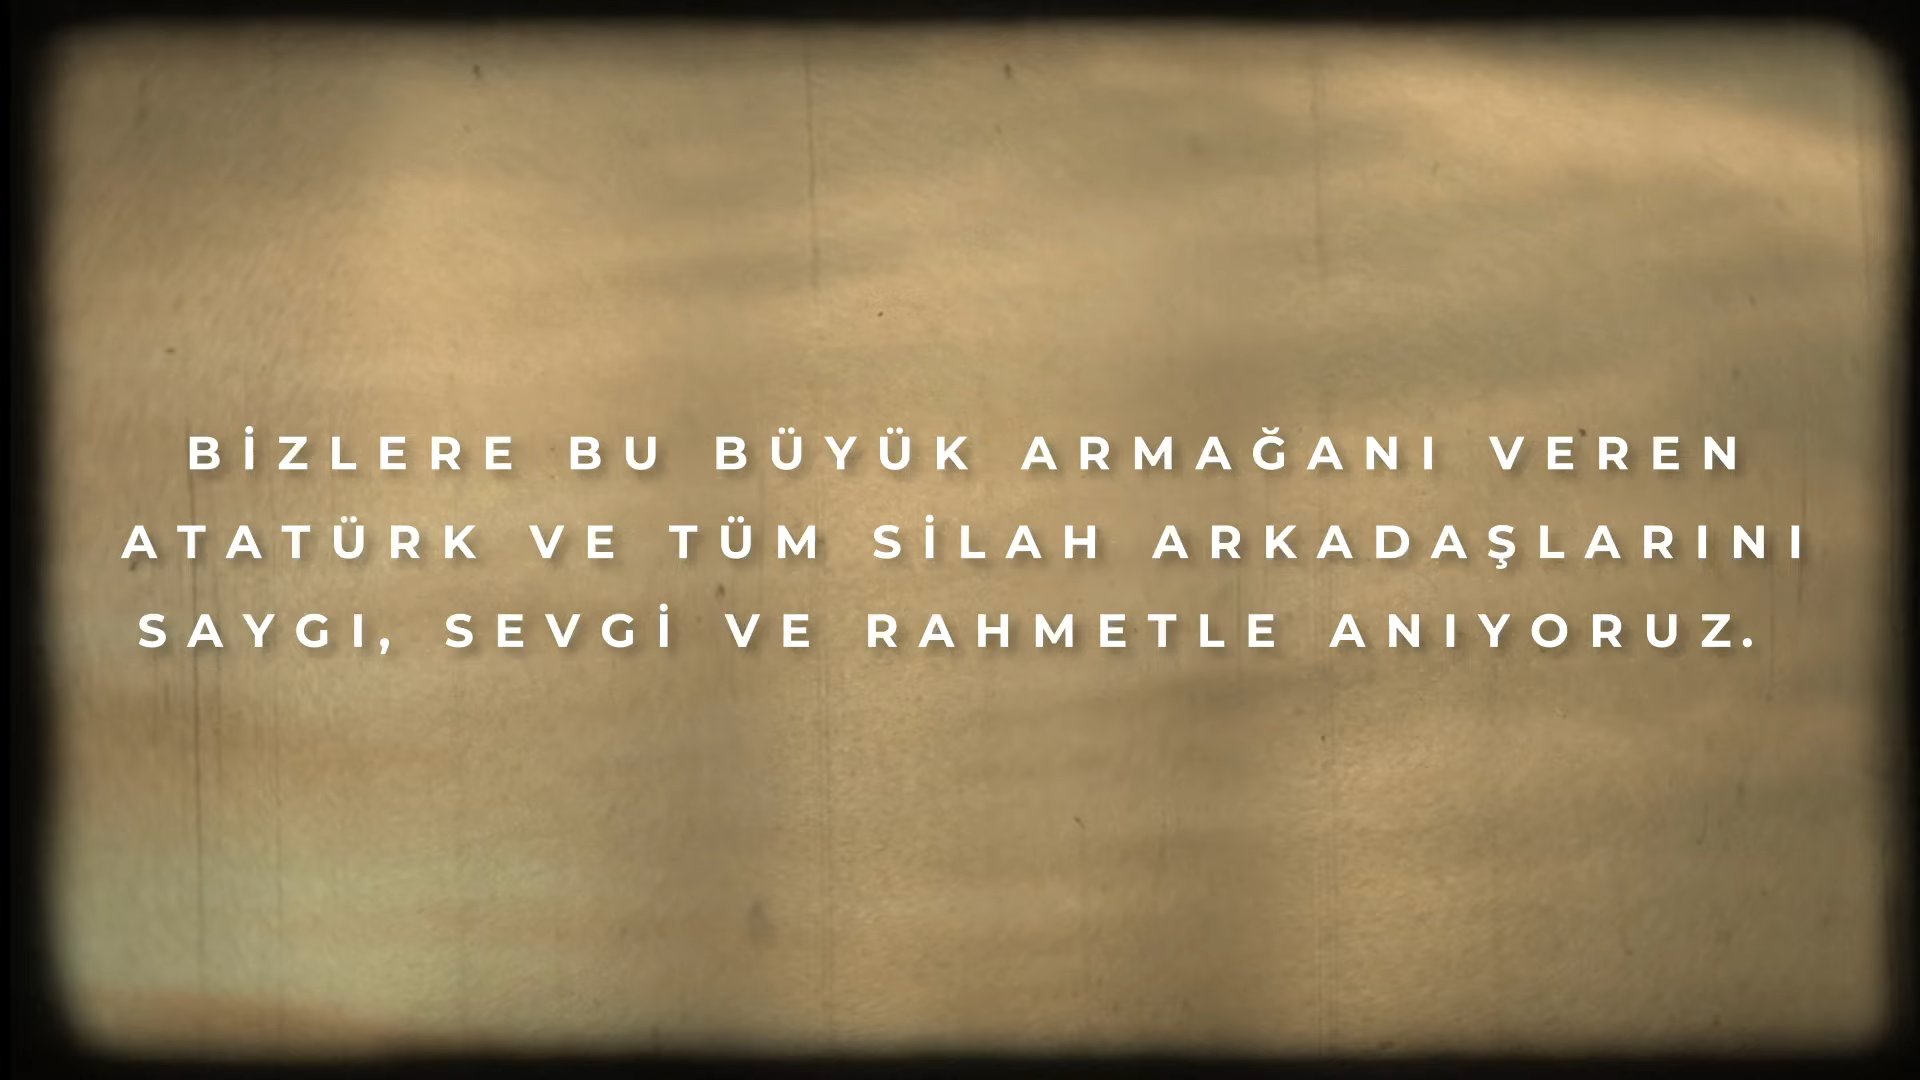 BİZLERE BU BÜYÜK ARMAĞANI VEREN
ATATÜRK VE TÜM SİLAH ARKADAŞLARINI
SAYGI, SEVGİ VE RAHMETLE ANIYORUZ.